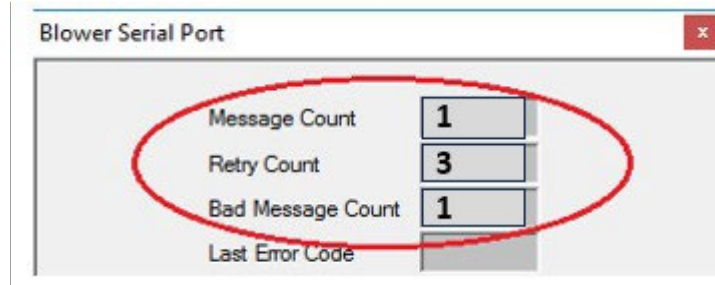 Blower Serial Port x
Message Count 1
Retry Count 3
Bad Message Count 1
Last Error Code